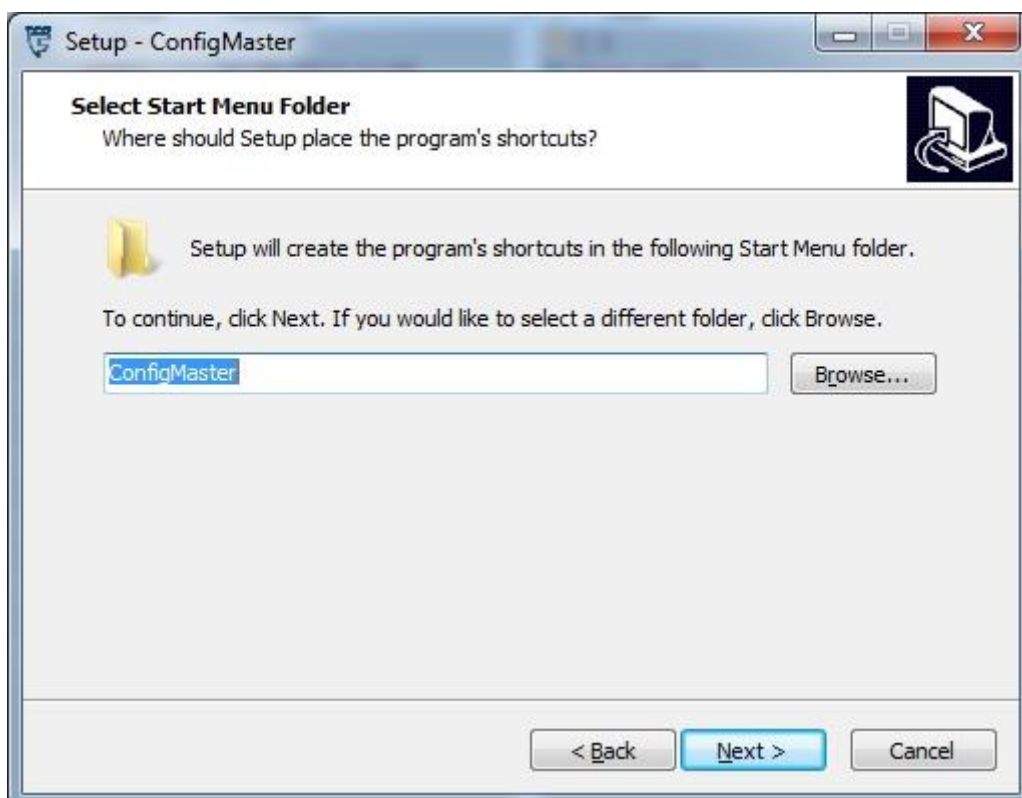 Setup - ConfigMaster
Select Start Menu Folder
Where should Setup place the program's shortcuts?
Setup will create the program's shortcuts in the following Start Menu folder.
To continue, click Next. If you would like to select a different folder, click Browse.
ConfigMaster
Browse...
< Back
Next >
Cancel